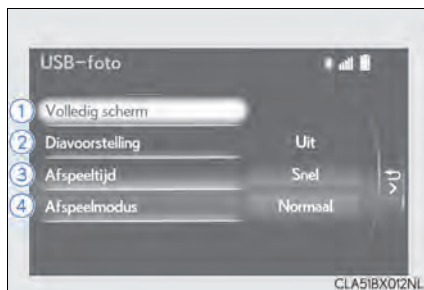 USB-foto
1 Volledig scherm
2 Diavoorstelling Uit
3 Afspeeltijd Snel
4 Afspeelmodus Normaal
CLA51BX012NL